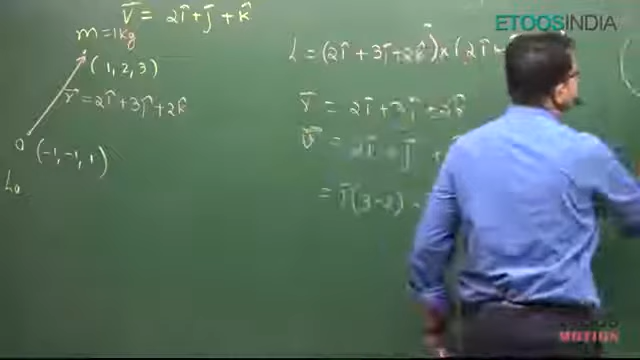 V̄ = 2î + ĵ + k̂
m = 1kg
(1, 2, 3)
r̄ = 2î + 3ĵ + 2k̂
O (-1, -1, 1)
L₀
L = (2î + 3ĵ + 2k̂) × (2î +
r̄ = 2î + 3ĵ + 2k̂
V̄ = 2î + ĵ +
= î(3-2) -
ETOOSINDIA
MOTION